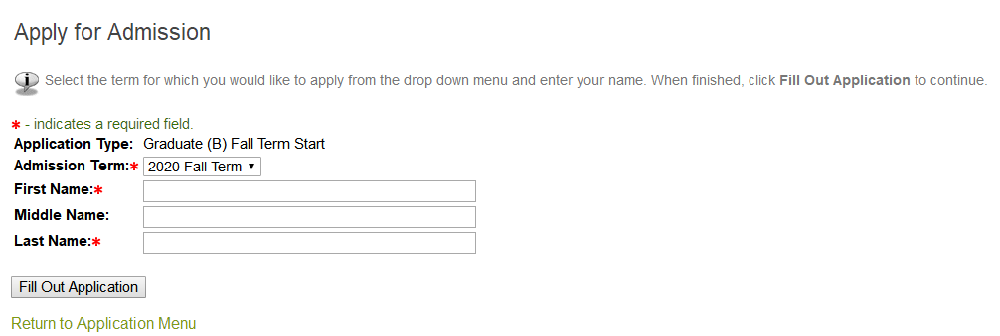 Apply for Admission
Select the term for which you would like to apply from the drop down menu and enter your name. When finished, click Fill Out Application to continue.
* - indicates a required field.
Application Type: Graduate (B) Fall Term Start
Admission Term:* 2020 Fall Term
First Name:*
Middle Name:
Last Name:*
Fill Out Application
Return to Application Menu